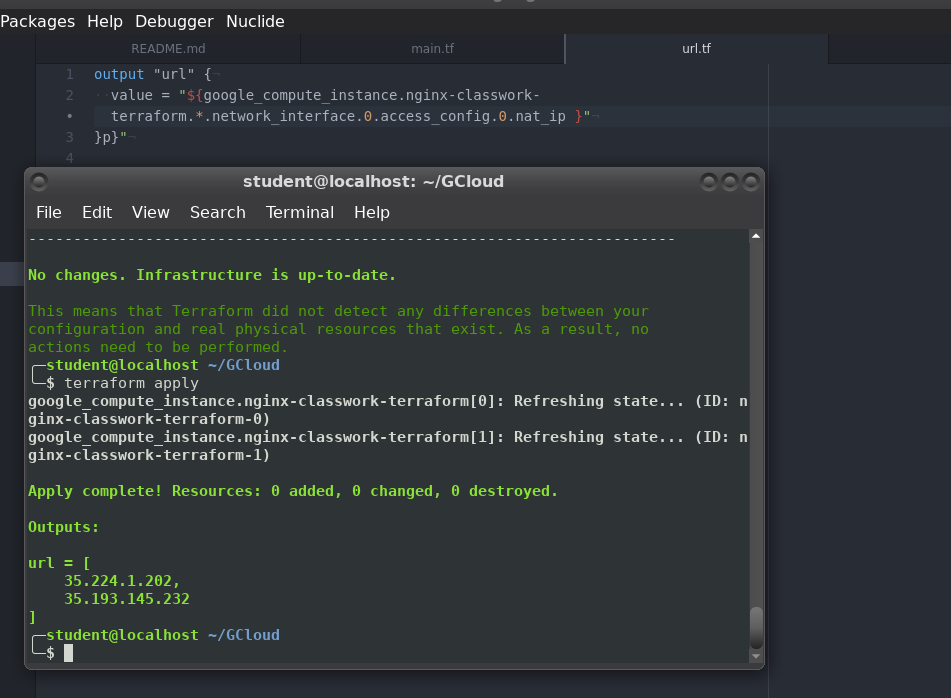 Packages Help Debugger Nuclide
README.md main.tf url.tf
1 output "url" {¬
2 ··value = "${google_compute_instance.nginx-classwork-
• terraform.*.network_interface.0.access_config.0.nat_ip }"¬
3 }p}"¬
4
student@localhost: ~/GCloud
File Edit View Search Terminal Help
------------------------------------------------------------------------
No changes. Infrastructure is up-to-date.
This means that Terraform did not detect any differences between your
configuration and real physical resources that exist. As a result, no
actions need to be performed.
╭─student@localhost ~/GCloud
╰─$ terraform apply
google_compute_instance.nginx-classwork-terraform[0]: Refreshing state... (ID: n
ginx-classwork-terraform-0)
google_compute_instance.nginx-classwork-terraform[1]: Refreshing state... (ID: n
ginx-classwork-terraform-1)
Apply complete! Resources: 0 added, 0 changed, 0 destroyed.
Outputs:
url = [
    35.224.1.202,
    35.193.145.232
]
╭─student@localhost ~/GCloud
╰─$